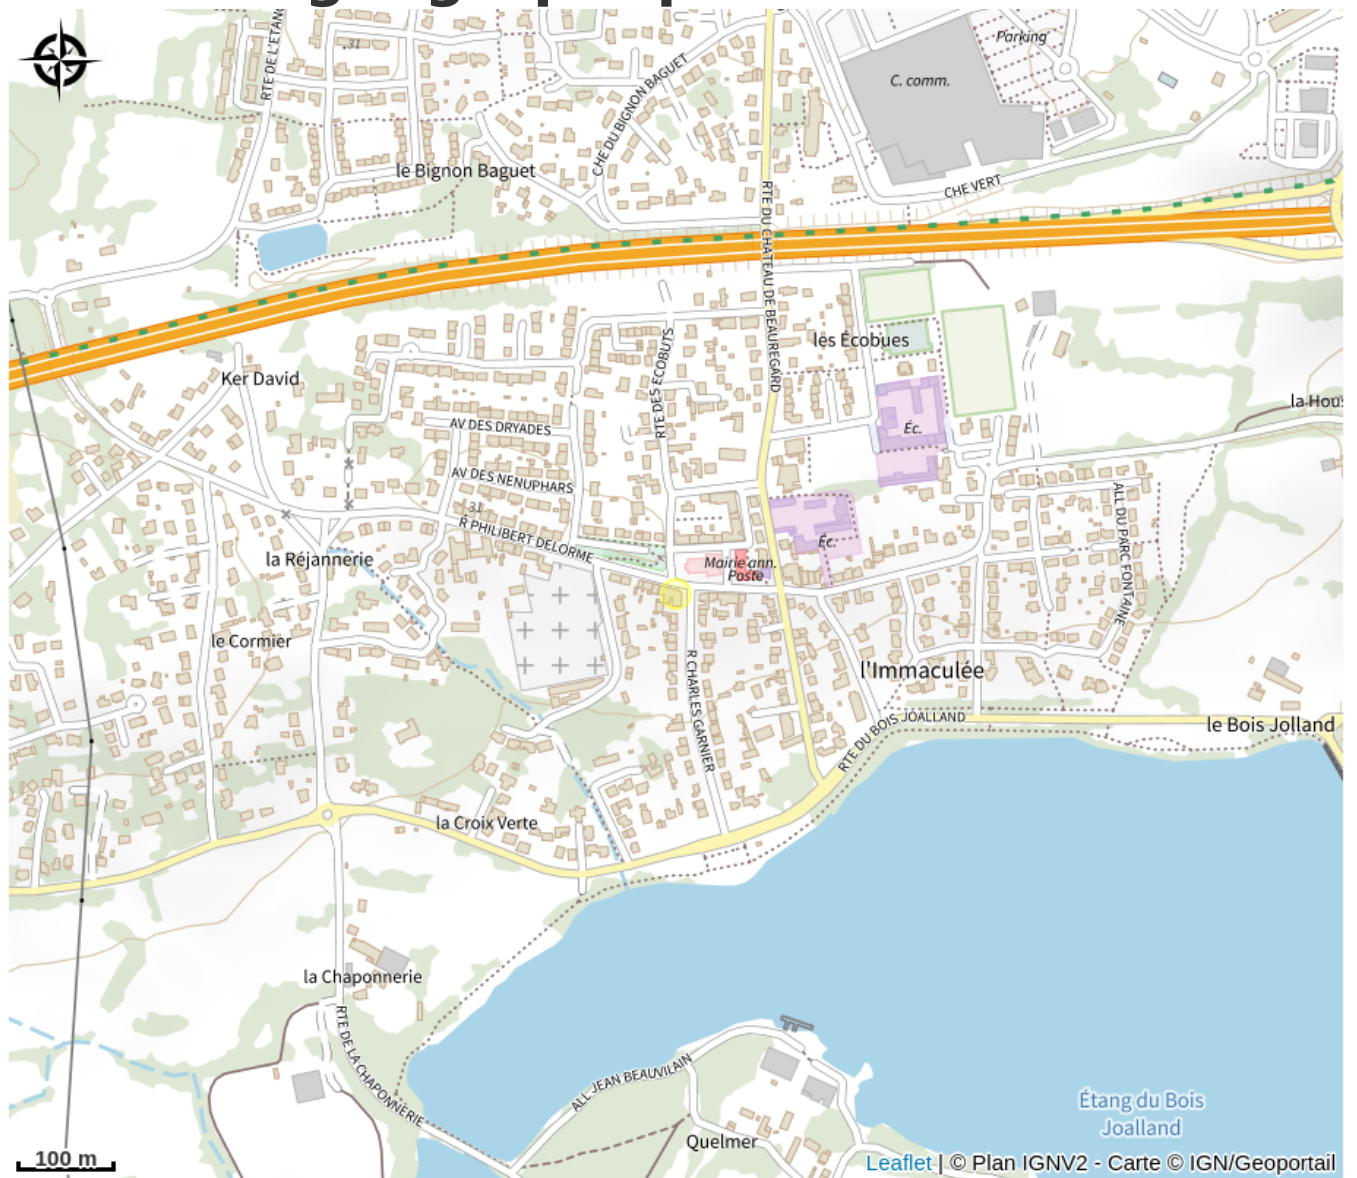 RTE DE L'ETANG
31
Parking
C. comm.
CHE DU BIGNON BAGUET
le Bignon Baguet
CHE VERT
RTE DU CHATEAU DE BEAUREGARD
les Écobues
Ker David
RTE DES ECOBUTS
la Hous
AV DES DRYADES
Éc.
AV DES NENUPHARS
31
R PHILIBERT DELORME
ALL DU PARC FONTAINE
Éc.
la Réjannerie
Mairie ann.
Poste
le Cormier
l'Immaculée
R CHARLES GARNIER
RTE DU BOIS JOALLAND
le Bois Jolland
la Croix Verte
la Chaponnerie
RTE DE LA CHAPONNERIE
ALL JEAN BEAUVILAIN
Étang du Bois
Joalland
Quelmer
100 m
Leaflet | © Plan IGNV2 - Carte © IGN/Geoportail